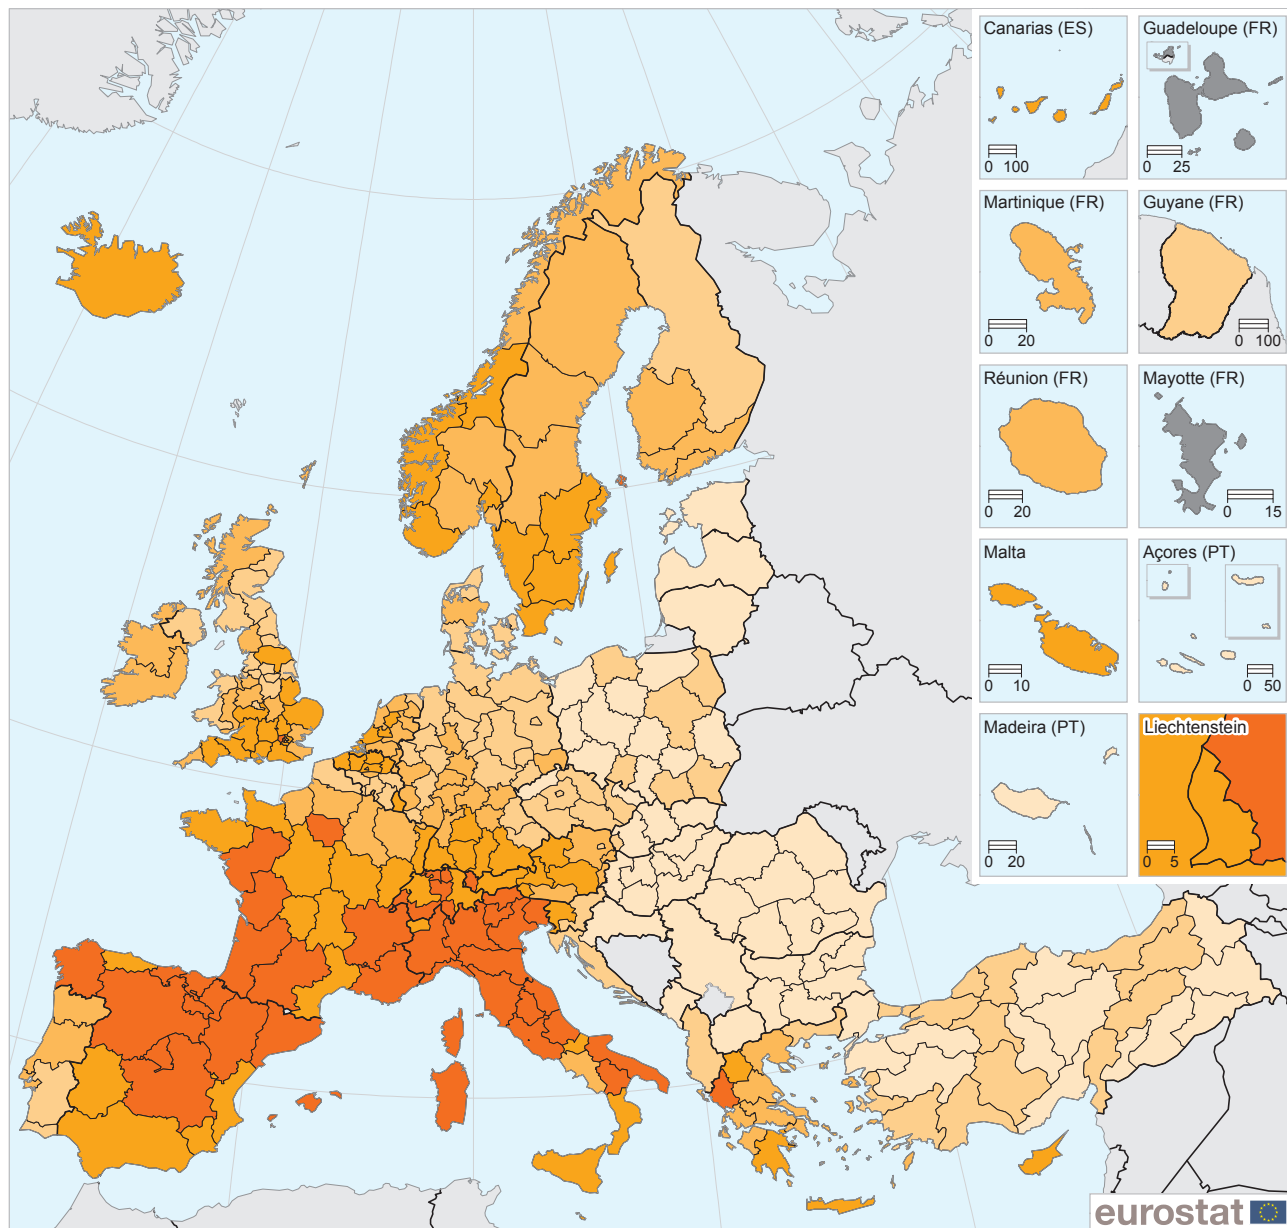 Canarias (ES)
0 100
Guadeloupe (FR)
0 25
Martinique (FR)
0 20
Guyane (FR)
0 100
Réunion (FR)
0 20
Mayotte (FR)
0 15
Malta
0 10
Açores (PT)
0 50
Madeira (PT)
0 20
Liechtenstein
0 5
eurostat